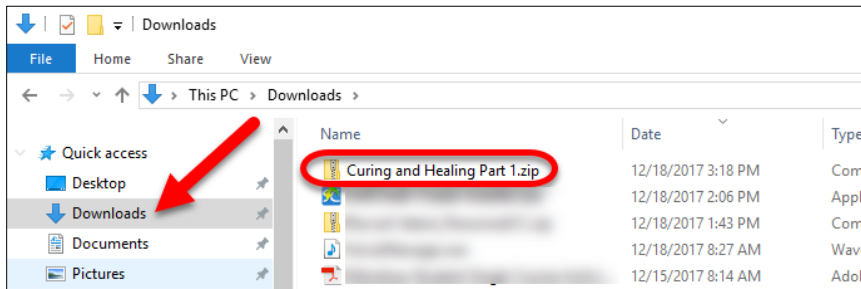 Downloads
File Home Share View
This PC > Downloads >
Name Date Type
Quick access
Desktop
Downloads
Documents
Pictures
Curing and Healing Part 1.zip 12/18/2017 3:18 PM Com
12/18/2017 2:06 PM Appl
12/18/2017 1:43 PM Com
12/18/2017 8:27 AM Wav
12/15/2017 8:14 AM Adol